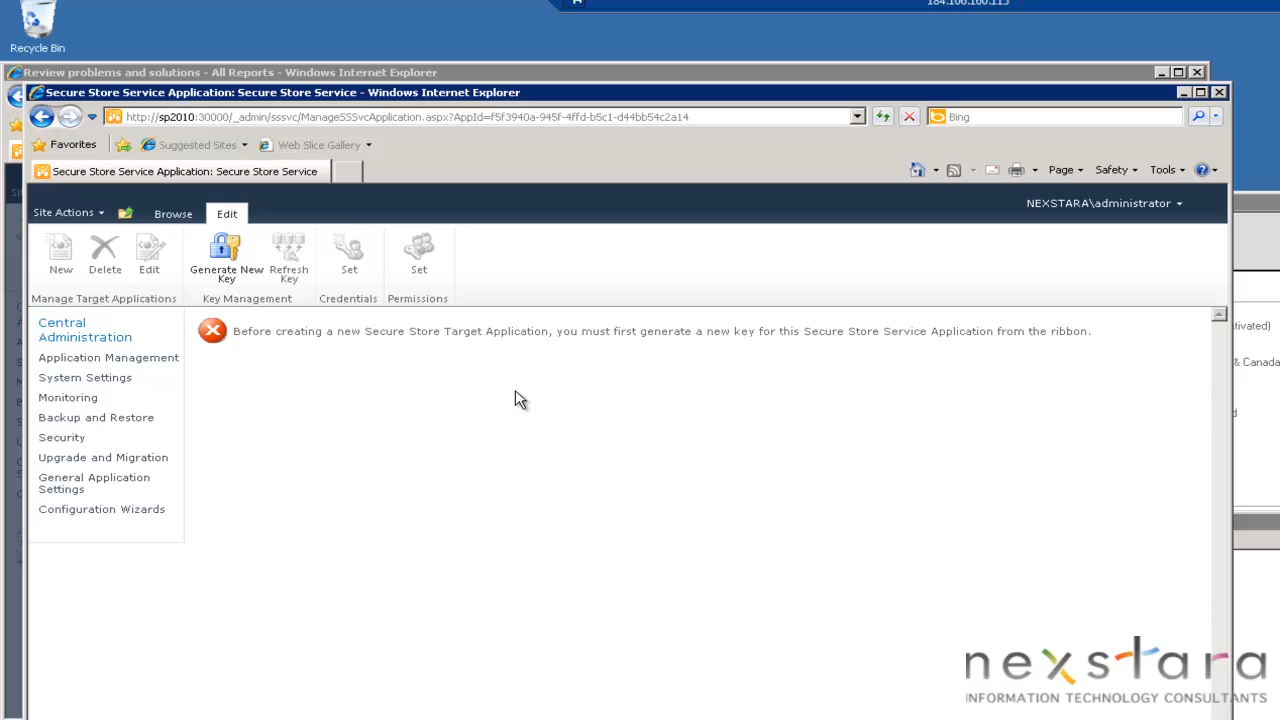 184.106.160.115
Recycle Bin
Review problems and solutions - All Reports - Windows Internet Explorer
Secure Store Service Application: Secure Store Service - Windows Internet Explorer
http://sp2010:30000/_admin/sssvc/ManageSSSvcApplication.aspx?AppId=f5f3940a-945f-4ffd-b5c1-d44bb54c2a14
Bing
Favorites
Suggested Sites
Web Slice Gallery
Secure Store Service Application: Secure Store Service
Page
Safety
Tools
Site Actions
Browse
Edit
NEXSTARA\administrator
New
Delete
Edit
Generate New Key
Refresh Key
Set
Set
Manage Target Applications
Key Management
Credentials
Permissions
Central Administration
Application Management
System Settings
Monitoring
Backup and Restore
Security
Upgrade and Migration
General Application Settings
Configuration Wizards
Before creating a new Secure Store Target Application, you must first generate a new key for this Secure Store Service Application from the ribbon.
tivated)
& Canada
nexstara
INFORMATION TECHNOLOGY CONSULTANTS